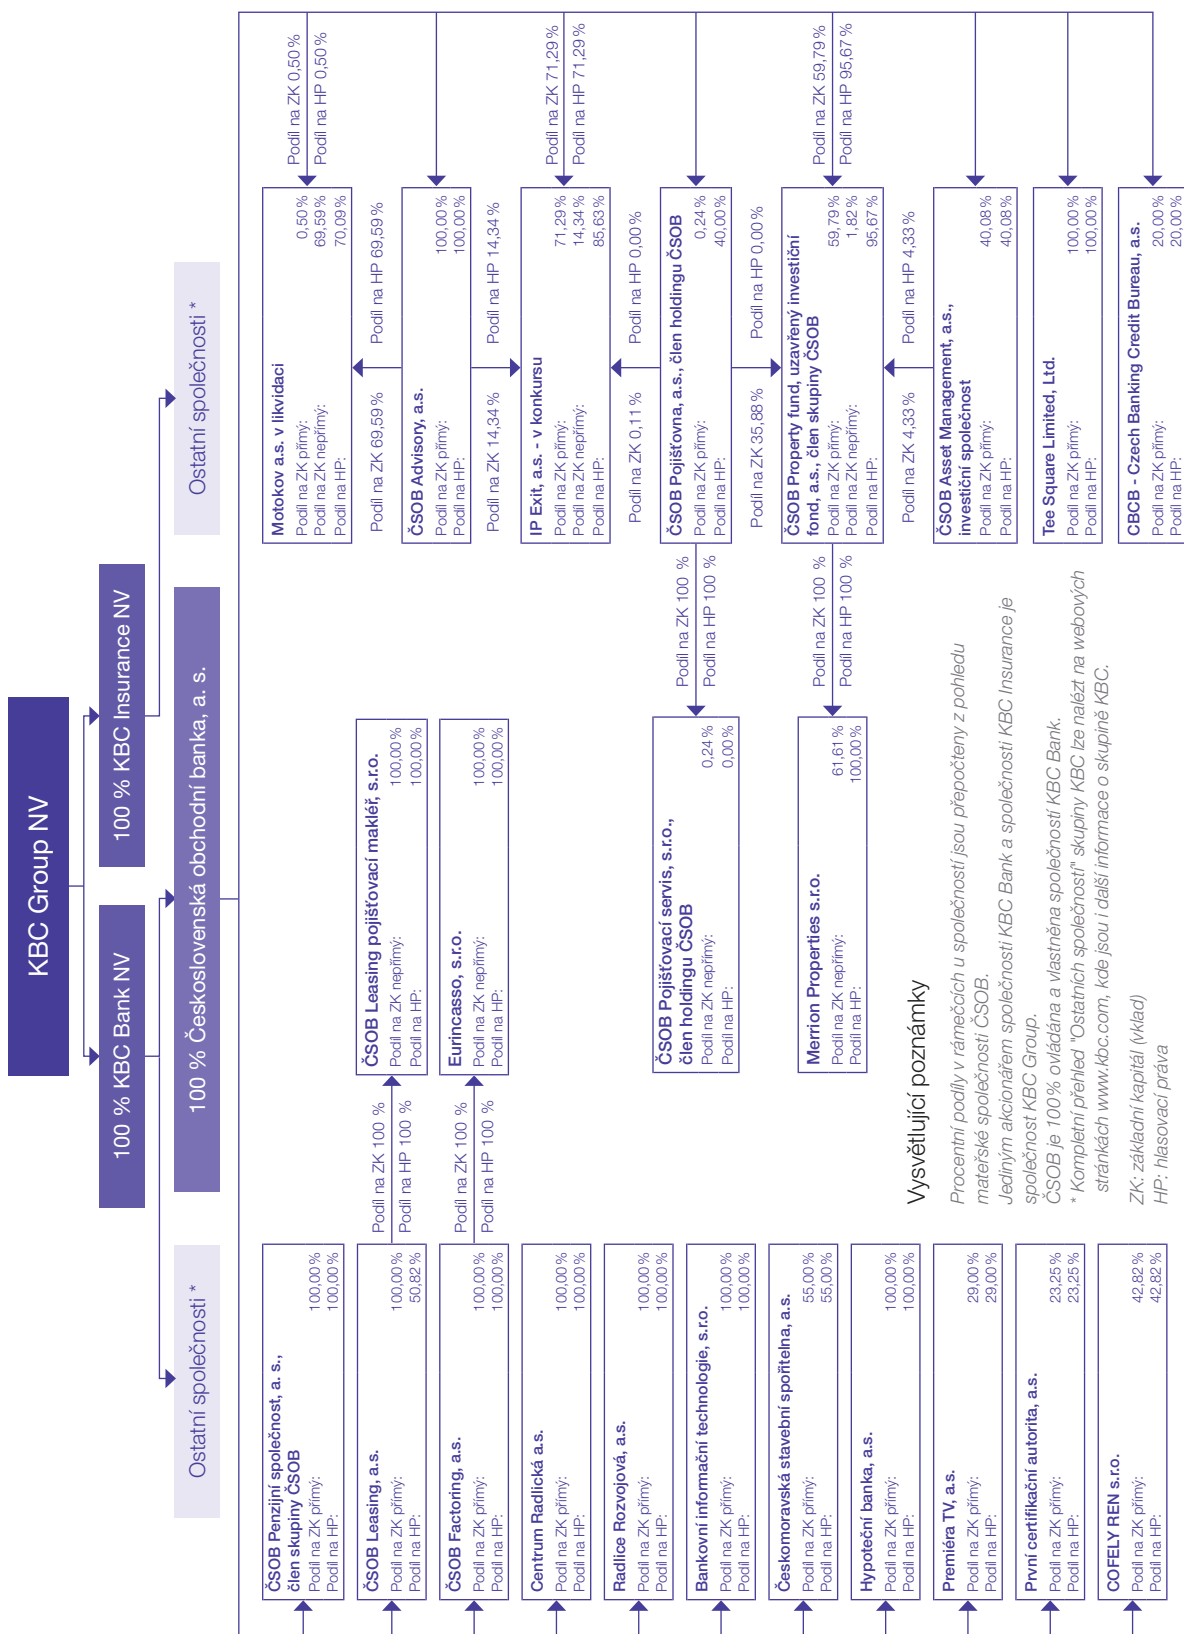 KBC Group NV
100 % KBC Bank NV
100 % KBC Insurance NV
Ostatní společnosti *
100 % Československá obchodní banka, a. s.
Ostatní společnosti *
ČSOB Penzijní společnost, a. s.,
člen skupiny ČSOB
Podíl na ZK přímý: 100,00 %
Podíl na HP: 100,00 %
ČSOB Leasing, a.s.
Podíl na ZK přímý: 100,00 %
Podíl na HP: 50,82 %
ČSOB Factoring, a.s.
Podíl na ZK přímý: 100,00 %
Podíl na HP: 100,00 %
Centrum Radlická a.s.
Podíl na ZK přímý: 100,00 %
Podíl na HP: 100,00 %
Radlice Rozvojová, a.s.
Podíl na ZK přímý: 100,00 %
Podíl na HP: 100,00 %
Bankovní informační technologie, s.r.o.
Podíl na ZK přímý: 100,00 %
Podíl na HP: 100,00 %
Českomoravská stavební spořitelna, a.s.
Podíl na ZK přímý: 55,00 %
Podíl na HP: 55,00 %
Hypoteční banka, a.s.
Podíl na ZK přímý: 100,00 %
Podíl na HP: 100,00 %
Premiéra TV, a.s.
Podíl na ZK přímý: 29,00 %
Podíl na HP: 29,00 %
První certifikační autorita, a.s.
Podíl na ZK přímý: 23,25 %
Podíl na HP: 23,25 %
COFELY REN s.r.o.
Podíl na ZK přímý: 42,82 %
Podíl na HP: 42,82 %
Podíl na ZK 100 %
Podíl na HP 100 %
ČSOB Leasing pojišťovací makléř, s.r.o.
Podíl na ZK nepřímý: 100,00 %
Podíl na HP: 100,00 %
Podíl na ZK 100 %
Podíl na HP 100 %
Eurincasso, s.r.o.
Podíl na ZK nepřímý: 100,00 %
Podíl na HP: 100,00 %
ČSOB Pojišťovací servis, s.r.o.,
člen holdingu ČSOB
Podíl na ZK nepřímý: 0,24 %
Podíl na HP: 0,00 %
Podíl na ZK 100 %
Podíl na HP 100 %
Merrion Properties s.r.o.
Podíl na ZK nepřímý: 61,61 %
Podíl na HP: 100,00 %
Podíl na ZK 100 %
Podíl na HP 100 %
Motokov a.s. v likvidaci
Podíl na ZK přímý: 0,50 %
Podíl na ZK nepřímý: 69,59 %
Podíl na HP: 70,09 %
Podíl na ZK 0,50 %
Podíl na HP 0,50 %
Podíl na ZK 69,59 %
Podíl na HP 69,59 %
ČSOB Advisory, a.s.
Podíl na ZK přímý: 100,00 %
Podíl na HP: 100,00 %
Podíl na ZK 14,34 %
Podíl na HP 14,34 %
IP Exit, a.s. - v konkursu
Podíl na ZK přímý: 71,29 %
Podíl na ZK nepřímý: 14,34 %
Podíl na HP: 85,63 %
Podíl na ZK 71,29 %
Podíl na HP 71,29 %
Podíl na ZK 0,11 %
Podíl na HP 0,00 %
ČSOB Pojišťovna, a.s., člen holdingu ČSOB
Podíl na ZK přímý: 0,24 %
Podíl na HP: 40,00 %
Podíl na ZK 35,88 %
Podíl na HP 0,00 %
ČSOB Property fund, uzavřený investiční
fond, a.s., člen skupiny ČSOB
Podíl na ZK přímý: 59,79 %
Podíl na ZK nepřímý: 1,82 %
Podíl na HP: 95,67 %
Podíl na ZK 59,79 %
Podíl na HP 95,67 %
Podíl na ZK 4,33 %
Podíl na HP 4,33 %
ČSOB Asset Management, a.s.,
investiční společnost
Podíl na ZK přímý: 40,08 %
Podíl na HP: 40,08 %
Tee Square Limited, Ltd.
Podíl na ZK přímý: 100,00 %
Podíl na HP: 100,00 %
CBCB - Czech Banking Credit Bureau, a.s.
Podíl na ZK přímý: 20,00 %
Podíl na HP: 20,00 %
Vysvětlující poznámky
Procentní podíly v rámečcích u společností jsou přepočteny z pohledu
mateřské společnosti ČSOB.
Jediným akcionářem společnosti KBC Bank a společnosti KBC Insurance je
společnost KBC Group.
ČSOB je 100% ovládána a vlastněna společností KBC Bank.
* Kompletní přehled "Ostatních společností" skupiny KBC lze nalézt na webových
stránkách www.kbc.com, kde jsou i další informace o skupině KBC.
ZK: základní kapitál (vklad)
HP: hlasovací práva